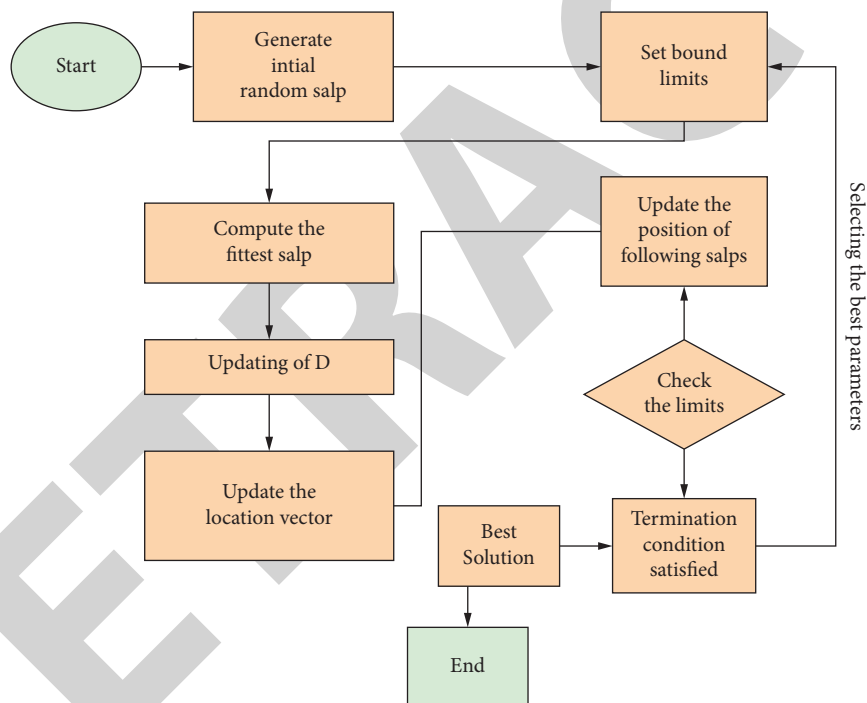 Start
Generate
intial
random salp
Set bound
limits
Compute the
fittest salp
Update the
position of
following salps
Selecting the best parameters
Updating of D
Check
the limits
Update the
location vector
Best
Solution
Termination
condition
satisfied
End
ETRAC